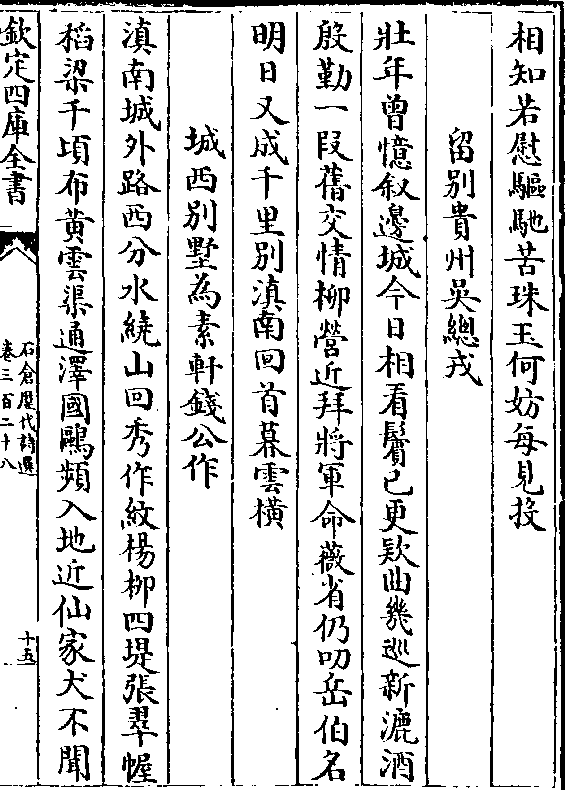 相知若慰驅馳苦珠玉何妨每見投
留别貴州吳總戎
壯年曾憶叙邊城今日相看鬢已更欵曲幾巡新漉酒
殷勤一段舊交情柳營近拜將軍命薇省仍叨岳伯名
明日又成千里别滇南回首暮雲横
城西别墅為素軒錢公作
滇南城外路西分水繞山回秀作紋楊柳四堤張翠幄
稻粱千頃布黄雲渠通澤國鷗頻入地近仙家犬不聞
欽定四庫全書
石倉歴代詩選
卷三百二十八
十五